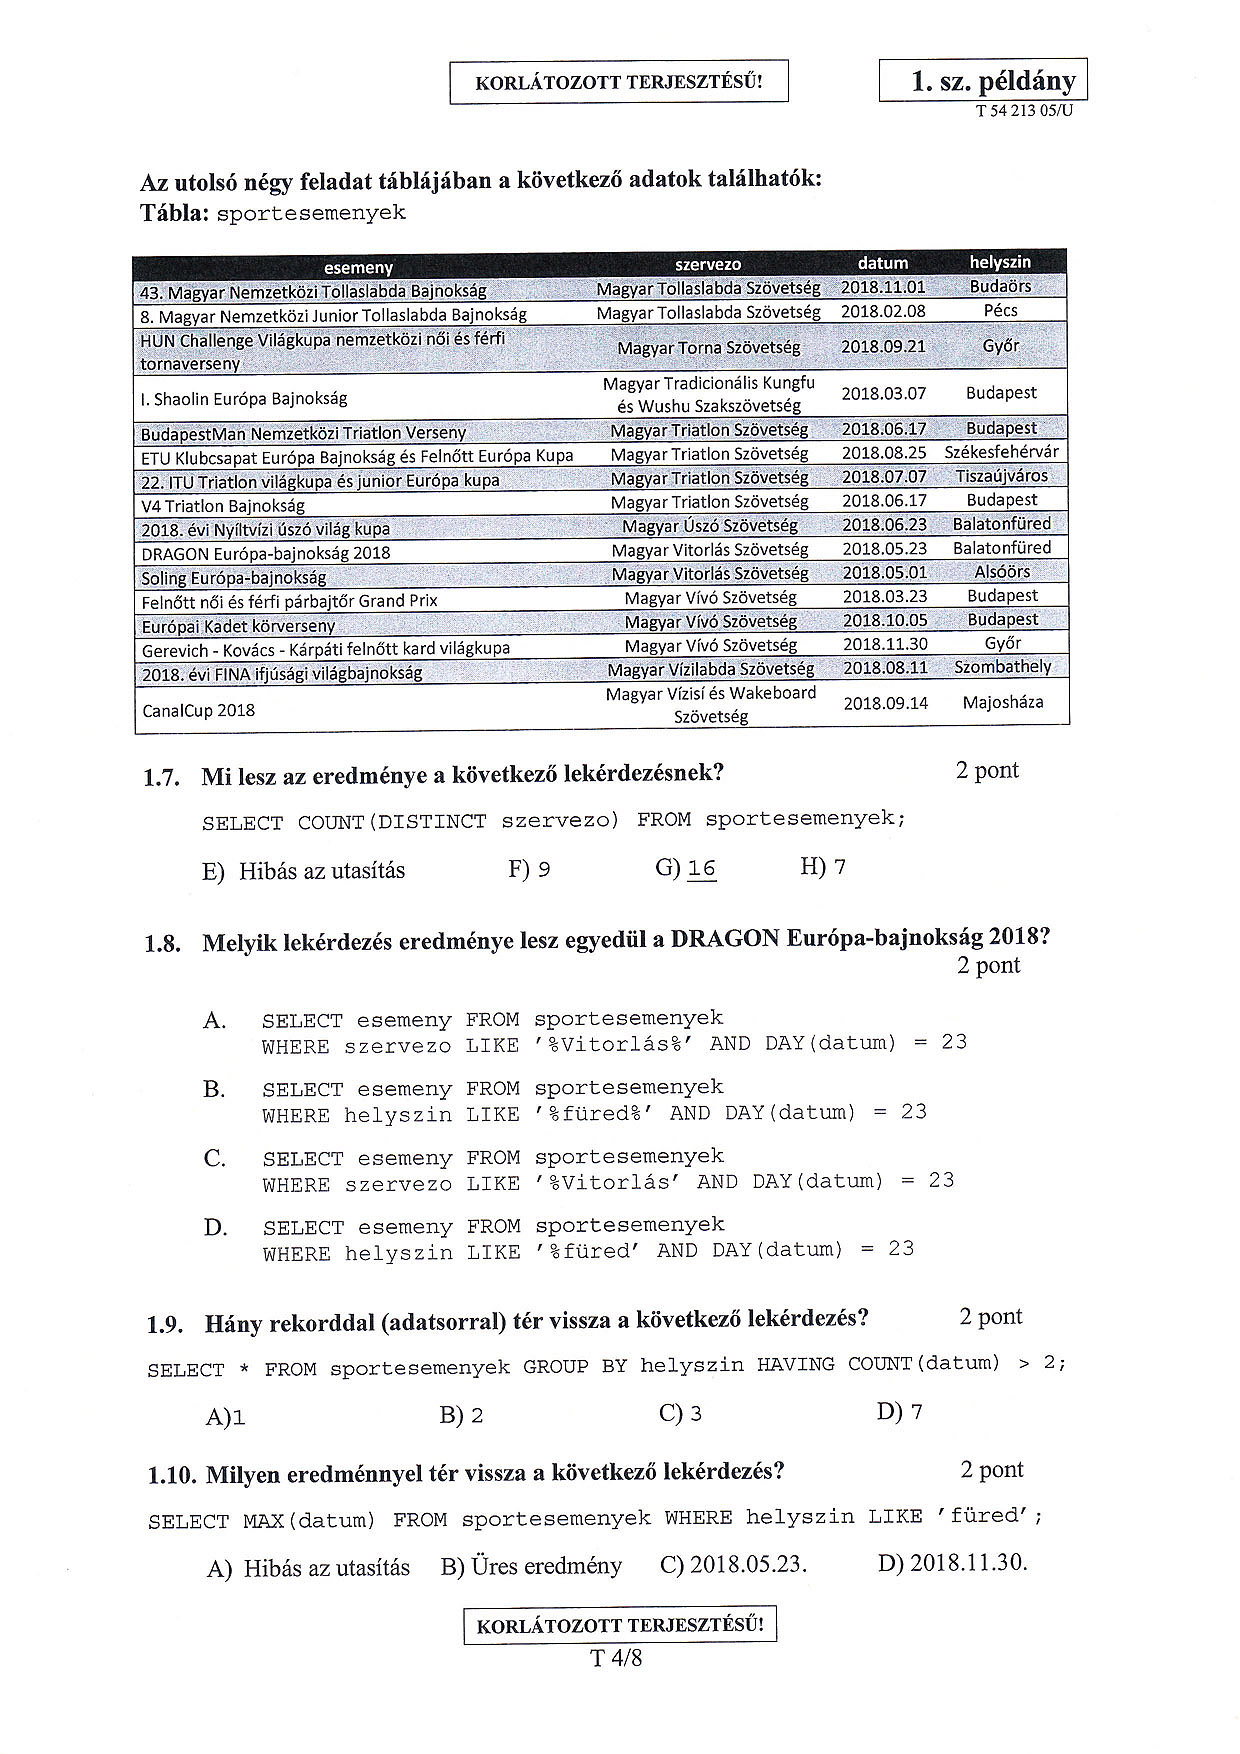 KORLÁTOZOTT TERJESZTÉSŰ!
1. sz. példány
T 54 213 05/U
Az utolsó négy feladat táblájában a következő adatok találhatók:
Tábla: sportesemenyek
esemeny szervezo datum helyszin
43. Magyar Nemzetközi Tollaslabda Bajnokság Magyar Tollaslabda Szövetség 2018.11.01 Budaörs
8. Magyar Nemzetközi Junior Tollaslabda Bajnokság Magyar Tollaslabda Szövetség 2018.02.08 Pécs
HUN Challenge Világkupa nemzetközi női és férfi
tornaverseny Magyar Torna Szövetség 2018.09.21 Győr
I. Shaolin Európa Bajnokság Magyar Tradicionális Kungfu
és Wushu Szakszövetség 2018.03.07 Budapest
BudapestMan Nemzetközi Triatlon Verseny Magyar Triatlon Szövetség 2018.06.17 Budapest
ETU Klubcsapat Európa Bajnokság és Felnőtt Európa Kupa Magyar Triatlon Szövetség 2018.08.25 Székesfehérvár
22. ITU Triatlon világkupa és junior Európa kupa Magyar Triatlon Szövetség 2018.07.07 Tiszaújváros
V4 Triatlon Bajnokság Magyar Triatlon Szövetség 2018.06.17 Budapest
2018. évi Nyíltvízi úszó világ kupa Magyar Úszó Szövetség 2018.06.23 Balatonfüred
DRAGON Európa-bajnokság 2018 Magyar Vitorlás Szövetség 2018.05.23 Balatonfüred
Soling Európa-bajnokság Magyar Vitorlás Szövetség 2018.05.01 Alsóörs
Felnőtt női és férfi párbajtőr Grand Prix Magyar Vívó Szövetség 2018.03.23 Budapest
Európai Kadet körverseny Magyar Vívó Szövetség 2018.10.05 Budapest
Gerevich - Kovács - Kárpáti felnőtt kard világkupa Magyar Vívó Szövetség 2018.11.30 Győr
2018. évi FINA ifjúsági világbajnokság Magyar Vízilabda Szövetség 2018.08.11 Szombathely
CanalCup 2018 Magyar Vízisí és Wakeboard
Szövetség 2018.09.14 Majosháza
1.7. Mi lesz az eredménye a következő lekérdezésnek? 2 pont
SELECT COUNT(DISTINCT szervezo) FROM sportesemenyek;
E) Hibás az utasítás F) 9 G) 16 H) 7
1.8. Melyik lekérdezés eredménye lesz egyedül a DRAGON Európa-bajnokság 2018?
2 pont
A. SELECT esemeny FROM sportesemenyek
WHERE szervezo LIKE '%Vitorlás%' AND DAY(datum) = 23
B. SELECT esemeny FROM sportesemenyek
WHERE helyszin LIKE '%füred%' AND DAY(datum) = 23
C. SELECT esemeny FROM sportesemenyek
WHERE szervezo LIKE '%Vitorlás' AND DAY(datum) = 23
D. SELECT esemeny FROM sportesemenyek
WHERE helyszin LIKE '%füred' AND DAY(datum) = 23
1.9. Hány rekorddal (adatsorral) tér vissza a következő lekérdezés? 2 pont
SELECT * FROM sportesemenyek GROUP BY helyszin HAVING COUNT(datum) > 2;
A)1 B) 2 C) 3 D) 7
1.10. Milyen eredménnyel tér vissza a következő lekérdezés? 2 pont
SELECT MAX(datum) FROM sportesemenyek WHERE helyszin LIKE 'füred';
A) Hibás az utasítás B) Üres eredmény C) 2018.05.23. D) 2018.11.30.
KORLÁTOZOTT TERJESZTÉSŰ!
T 4/8